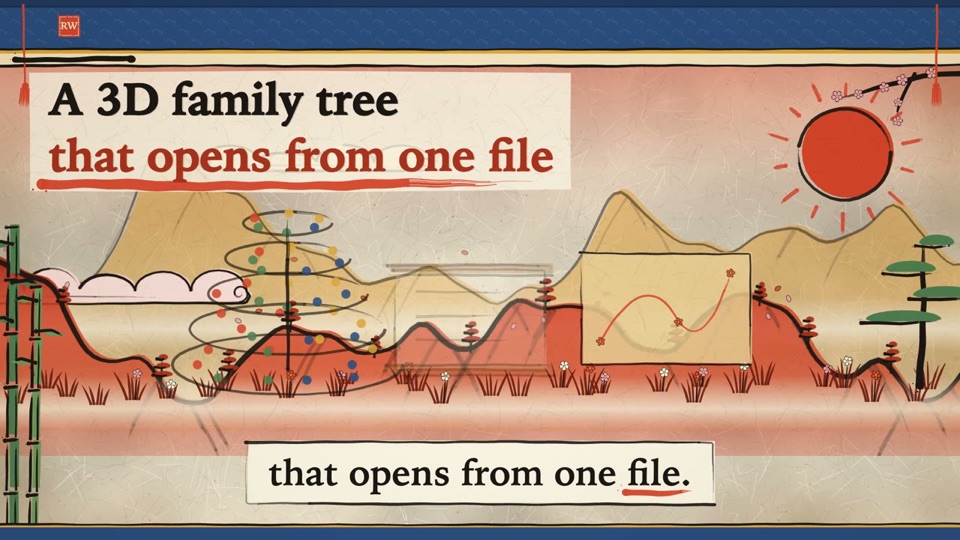 RW
A 3D family tree
that opens from one file
that opens from one file.